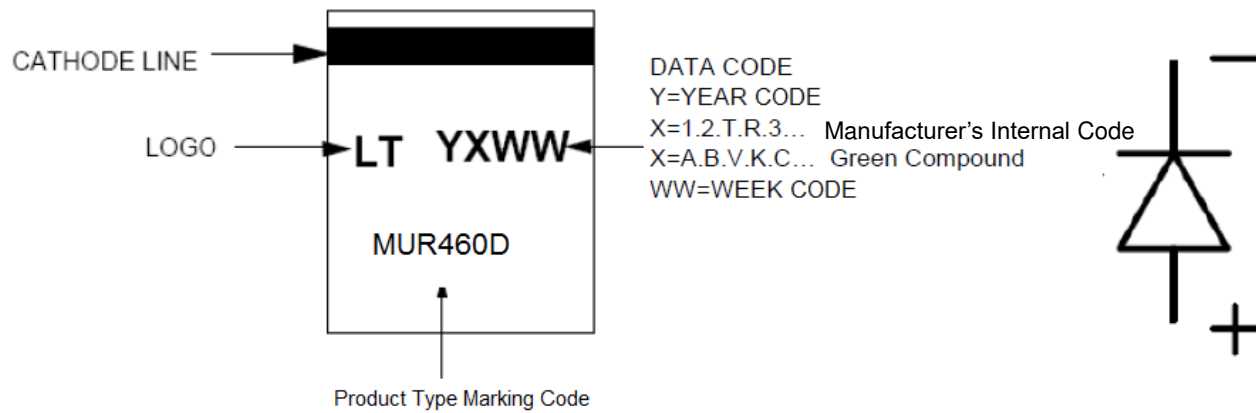 CATHODE LINE
LOGO
LT YXWW
MUR460D
Product Type Marking Code
DATA CODE
Y=YEAR CODE
X=1.2.T.R.3... Manufacturer's Internal Code
X=A.B.V.K.C... Green Compound
WW=WEEK CODE
−
+